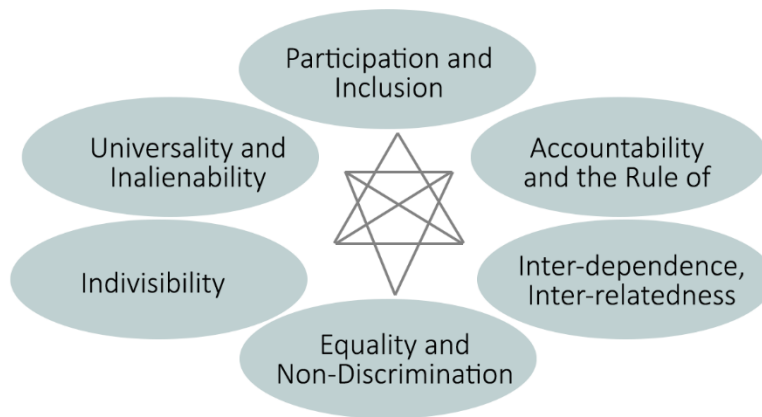 Participation and
Inclusion
Universality and
Inalienability
Accountability
and the Rule of
Indivisibility
Inter-dependence,
Inter-relatedness
Equality and
Non-Discrimination